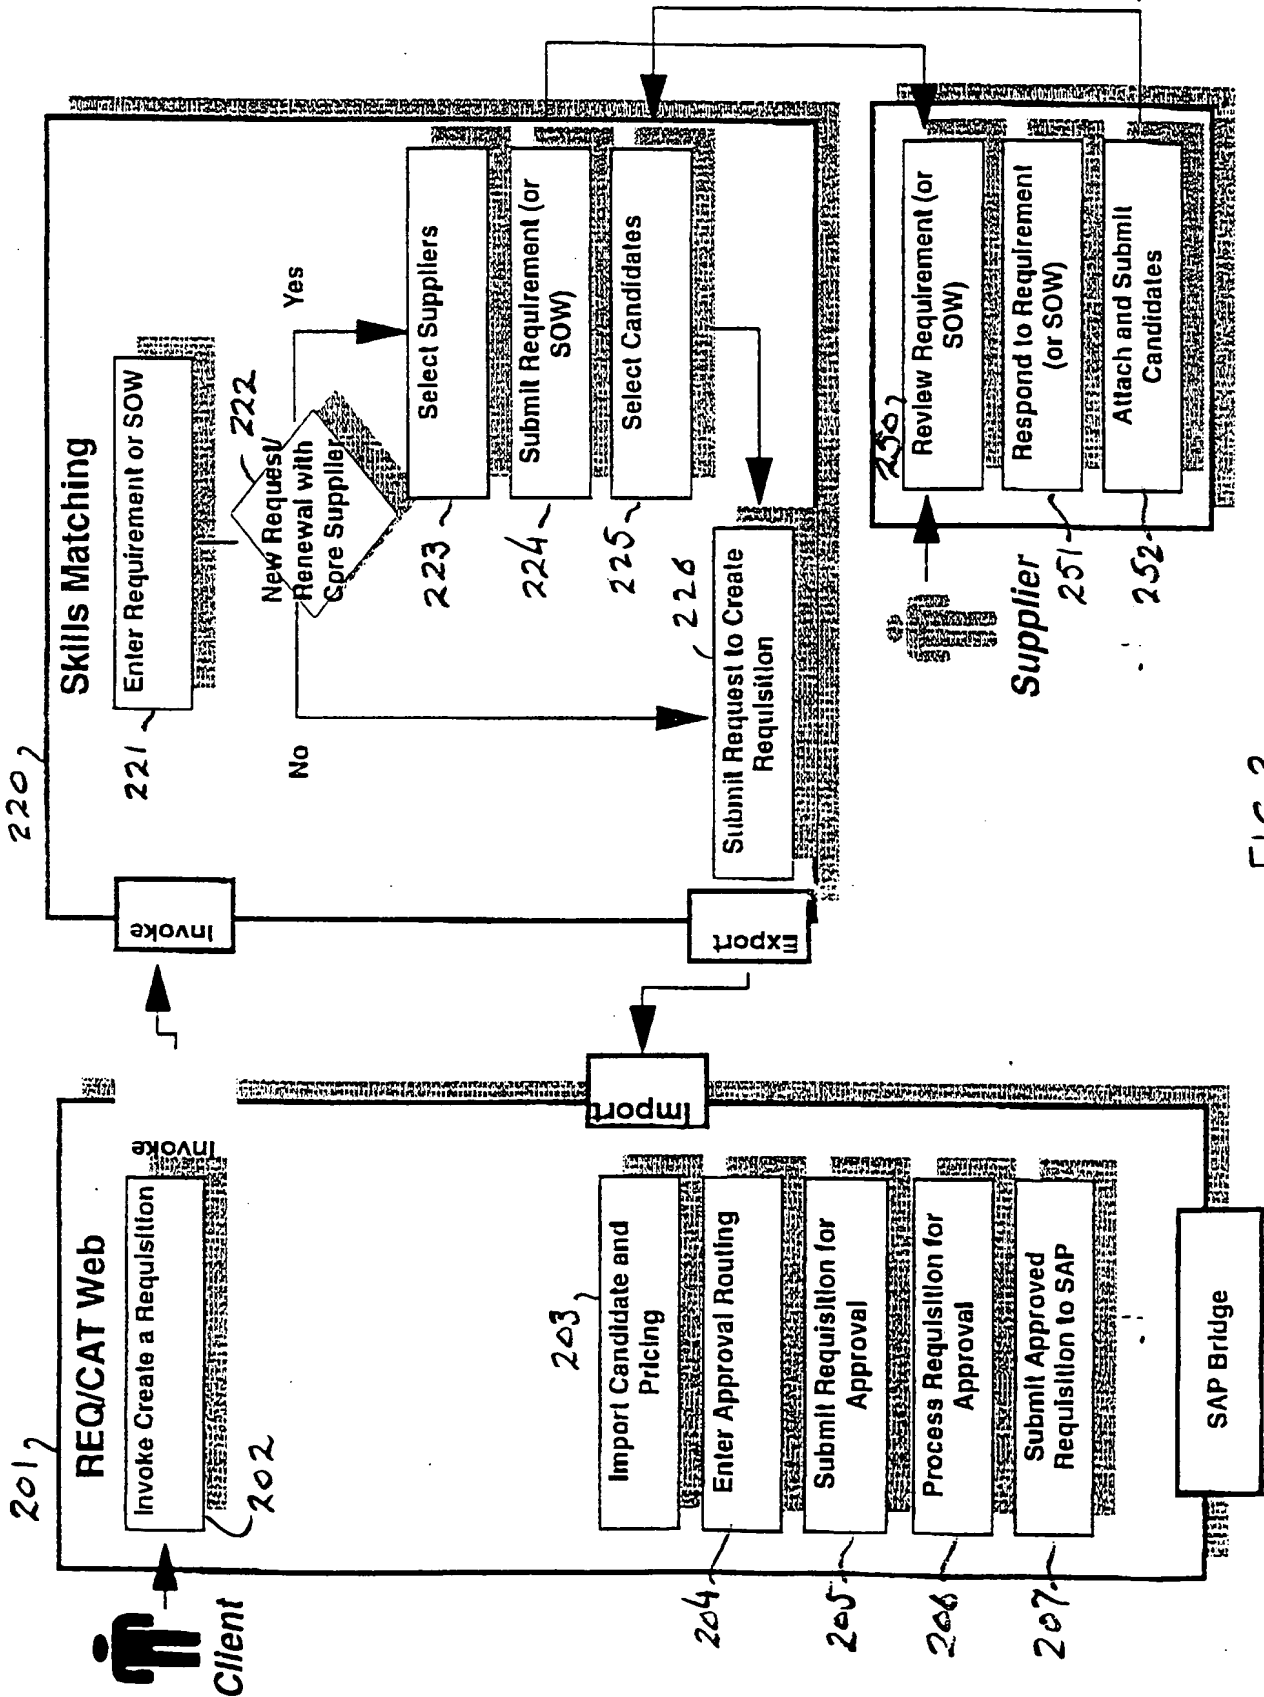 201
REQ/CAT Web
Invoke Create a Requisition
202
Invoke
Client
203
Import Candidate and
Pricing
204
Enter Approval Routing
205
Submit Requisition for
Approval
206
Process Requisition for
Approval
207
Submit Approved
Requisition to SAP
SAP Bridge
Import
220
Skills Matching
Invoke
221
Enter Requirement or SOW
222
New Request/
Renewal with
Core Supplier
No
Yes
223
Select Suppliers
224
Submit Requirement (or
SOW)
225
Select Candidates
226
Submit Request to Create
Requisition
Export
Supplier
250
Review Requirement (or
SOW)
251
Respond to Requirement
(or SOW)
252
Attach and Submit
Candidates